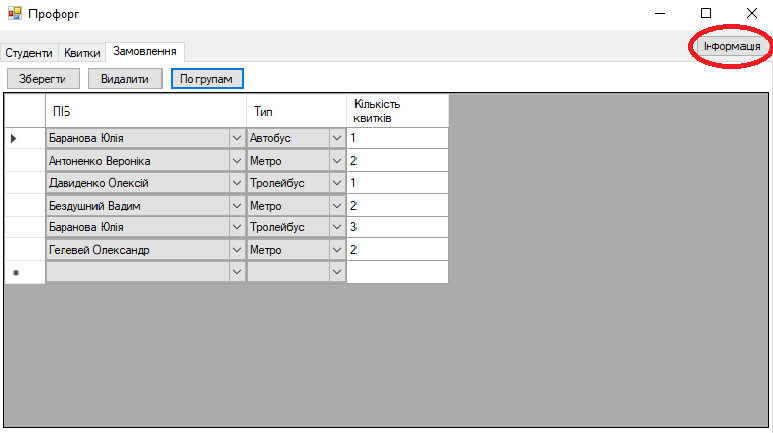 Профорг
Студенти Квитки Замовлення Інформація
Зберегти Видалити По групам
ПІБ Тип Кількість
квитків
Баранова Юлія Автобус 1
Антоненко Вероніка Метро 2
Давиденко Олексій Тролейбус 1
Бездушний Вадим Метро 2
Баранова Юлія Тролейбус 3
Гелевей Олександр Метро 2